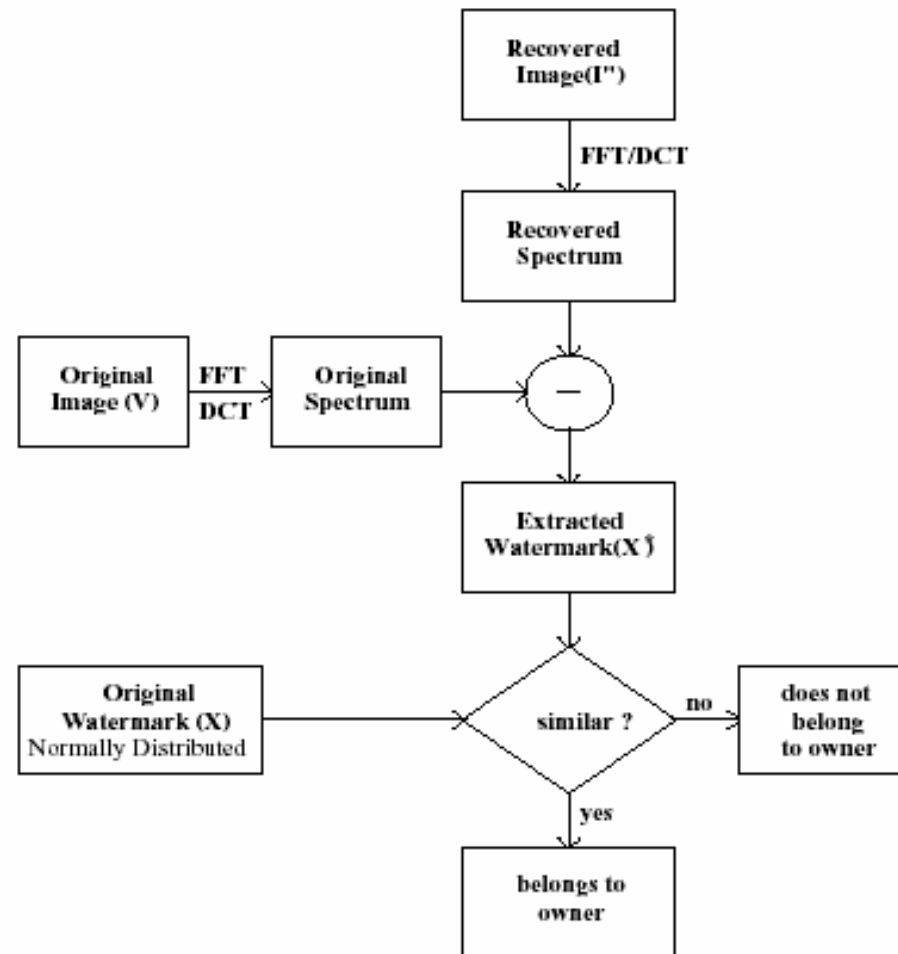 Recovered
Image(I")
FFT/DCT
Recovered
Spectrum
Original
Image (V)
FFT
DCT
Original
Spectrum
—
Extracted
Watermark(X*)
Original
Watermark (X)
Normally Distributed
similar ?
no
does not
belong
to owner
yes
belongs to
owner